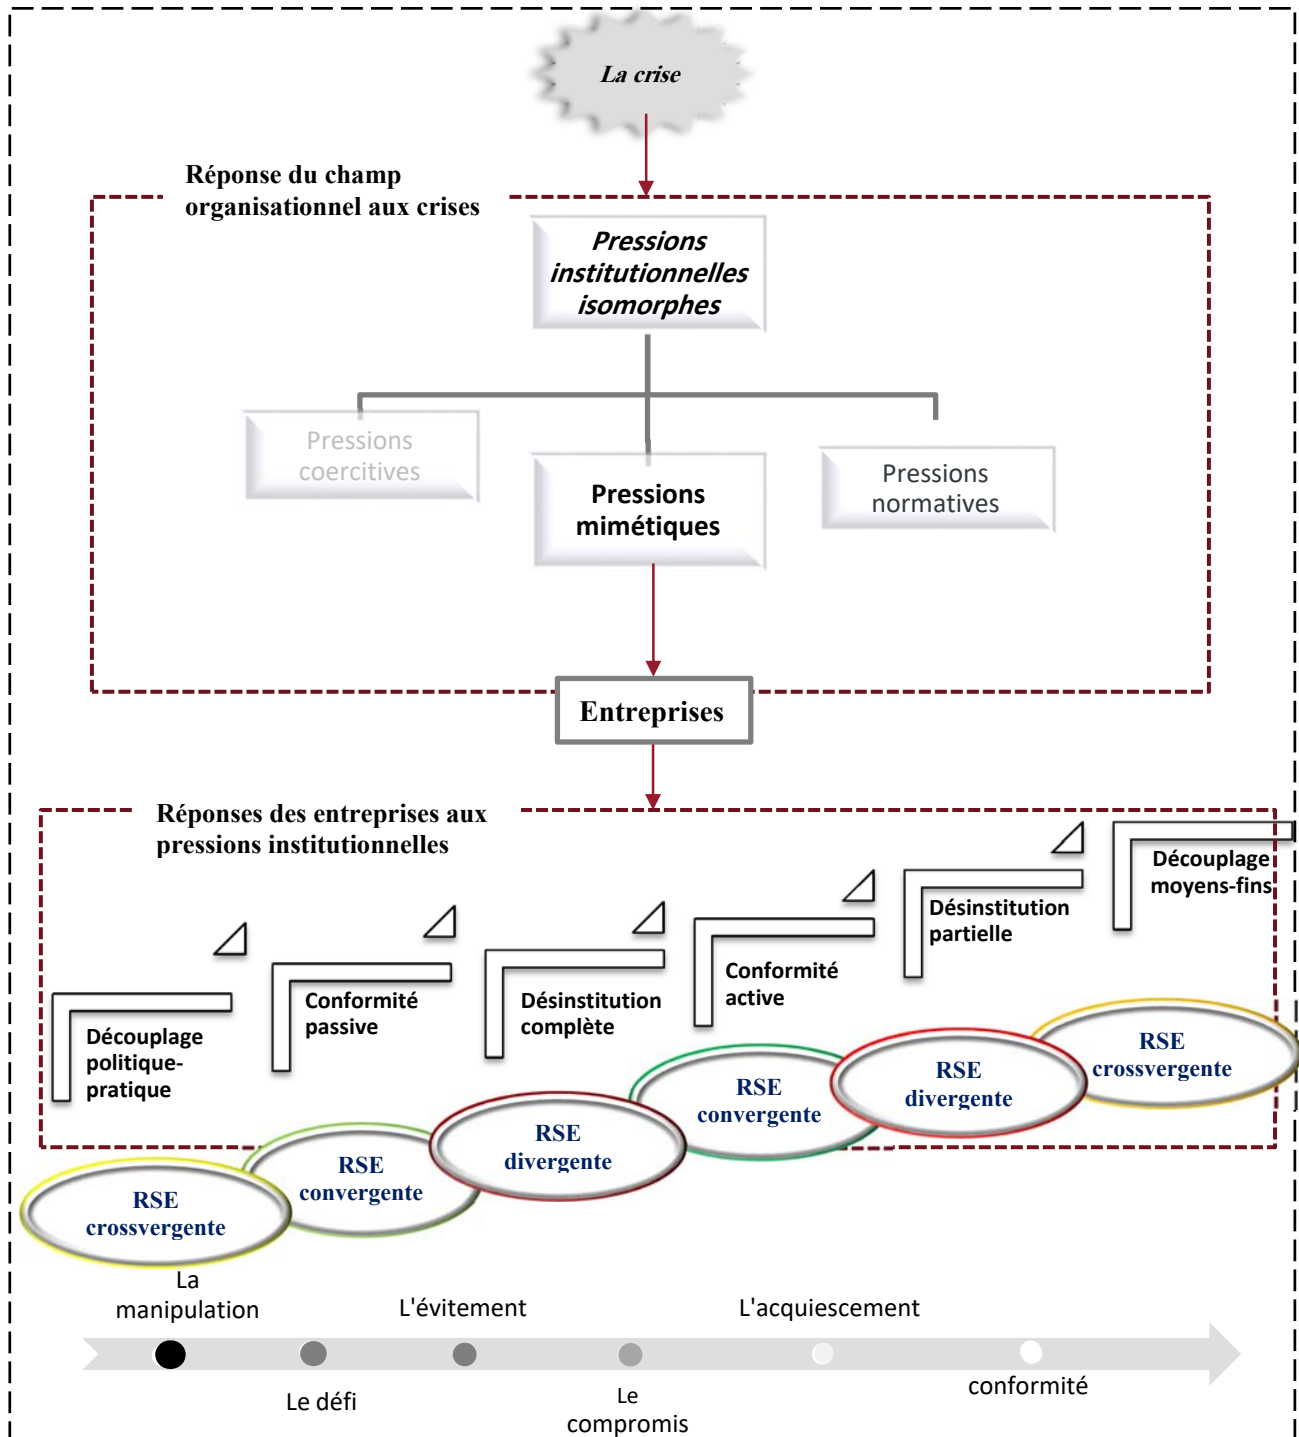 La crise
Réponse du champ
organisationnel aux crises
Pressions
institutionnelles
isomorphes
Pressions
coercitives
Pressions
mimétiques
Pressions
normatives
Entreprises
Réponses des entreprises aux
pressions institutionnelles
Découplage
politique-
pratique
Conformité
passive
Désinstitution
complète
Conformité
active
Désinstitution
partielle
Découplage
moyens-fins
RSE
crossvergente
RSE
convergente
RSE
divergente
RSE
convergente
RSE
divergente
RSE
crossvergente
La
manipulation
Le défi
L'évitement
Le
compromis
L'acquiescement
conformité